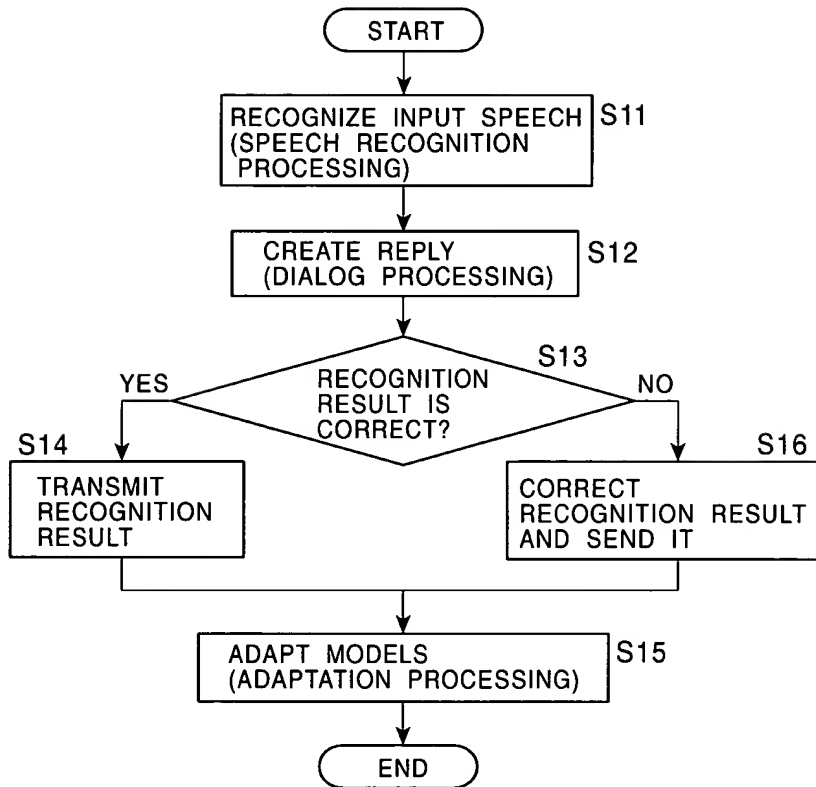 START
RECOGNIZE INPUT SPEECH
(SPEECH RECOGNITION
PROCESSING)
S11
CREATE REPLY
(DIALOG PROCESSING)
S12
S13
RECOGNITION
RESULT IS
CORRECT?
YES
NO
S14
TRANSMIT
RECOGNITION
RESULT
S16
CORRECT
RECOGNITION RESULT
AND SEND IT
ADAPT MODELS
(ADAPTATION PROCESSING)
S15
END